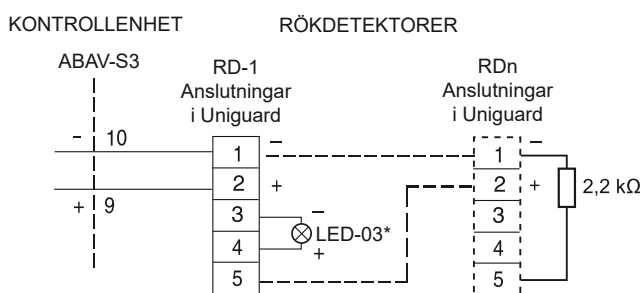 KONTROLLENHET
RÖKDETEKTORER
ABAV-S3
RD-1
Anslutningar
i Uniguard
RDn
Anslutningar
i Uniguard
- 10
+ 9
1 –
2 +
3 –
4 +
5
LED-03*
1 –
2 +
3
4
5
2,2 kΩ